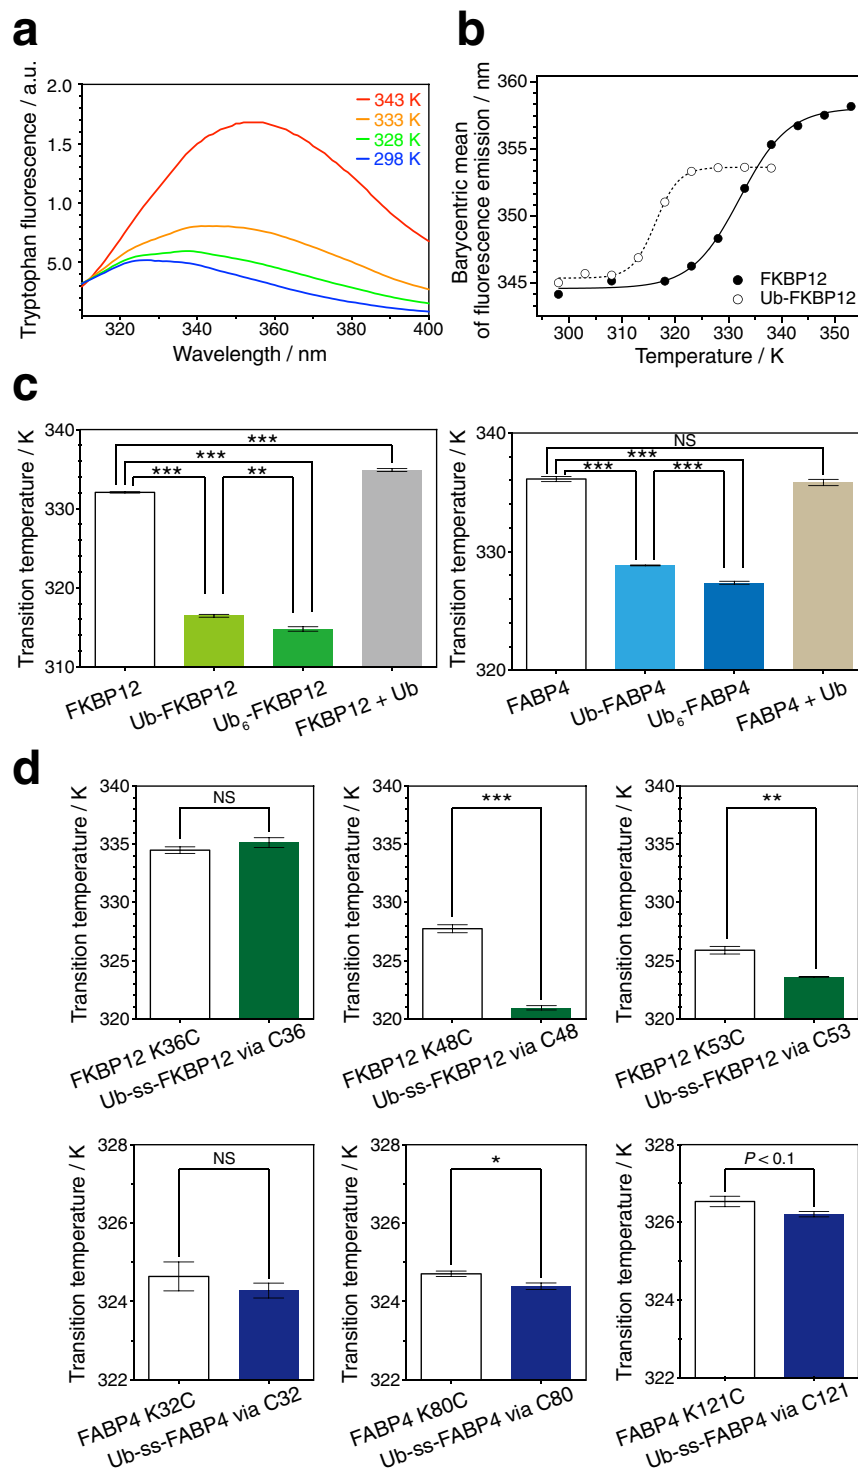 a
Tryptophan fluorescence / a.u.
2.0
1.5
1.0
5.0
343 K
333 K
328 K
298 K
320 340 360 380 400
Wavelength / nm
b
Barycentric mean
of fluorescence emission / nm
360
355
350
345
FKBP12
Ub-FKBP12
300 310 320 330 340 350
Temperature / K
c
Transition temperature / K
340
330
320
310
***
***
*** **
FKBP12
Ub-FKBP12
Ub6-FKBP12
FKBP12 + Ub
Transition temperature / K
340
330
320
NS
***
*** ***
FABP4
Ub-FABP4
Ub6-FABP4
FABP4 + Ub
d
Transition temperature / K
340
335
330
325
320
NS
FKBP12 K36C
Ub-ss-FKBP12 via C36
Transition temperature / K
340
335
330
325
320
***
FKBP12 K48C
Ub-ss-FKBP12 via C48
Transition temperature / K
340
335
330
325
320
**
FKBP12 K53C
Ub-ss-FKBP12 via C53
Transition temperature / K
328
326
324
322
NS
FABP4 K32C
Ub-ss-FABP4 via C32
Transition temperature / K
328
326
324
322
*
FABP4 K80C
Ub-ss-FABP4 via C80
Transition temperature / K
328
326
324
322
P < 0.1
FABP4 K121C
Ub-ss-FABP4 via C121